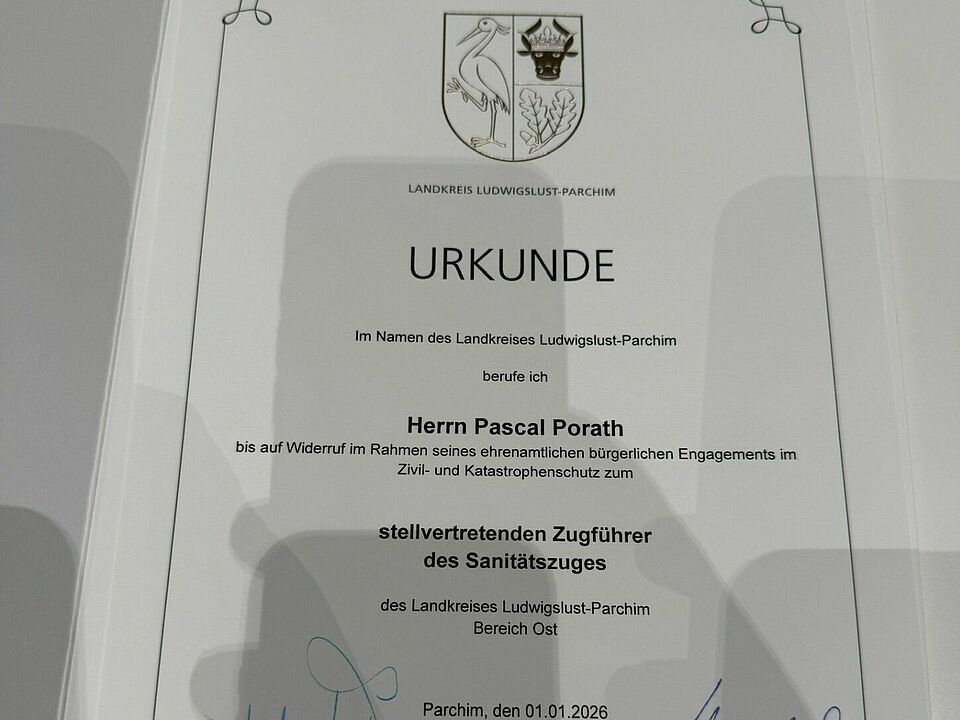 LANDKREIS LUDWIGSLUST-PARCHIM
URKUNDE
Im Namen des Landkreises Ludwigslust-Parchim
berufe ich
Herrn Pascal Porath
bis auf Widerruf im Rahmen seines ehrenamtlichen bürgerlichen Engagements im
Zivil- und Katastrophenschutz zum
stellvertretenden Zugführer
des Sanitätszuges
des Landkreises Ludwigslust-Parchim
Bereich Ost
Parchim, den 01.01.2026